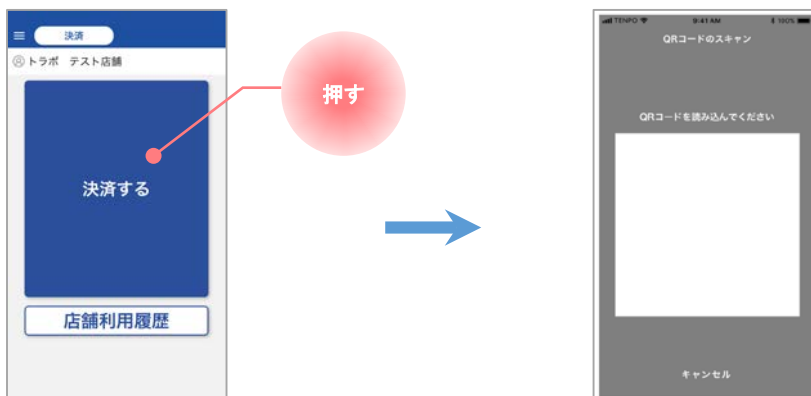 決済
トラポ テスト店舗
決済する
店舗利用履歴
押す
TENPO 9:41 AM 100%
QRコードのスキャン
QRコードを読み込んでください
キャンセル